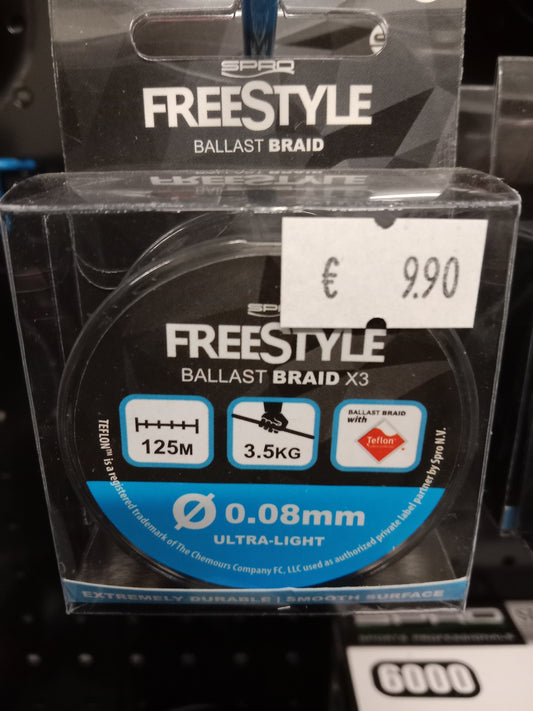 SPRO
FREESTYLE
BALLAST BRAID
€ 9.90
SPRO
FREESTYLE
BALLAST BRAID X3
125M
3.5KG
BALLAST BRAID
with
Teflon
Ø 0.08mm
ULTRA-LIGHT
TEFLON™ is a registered trademark of The Chemours Company FC, LLC used as authorized private label partner by Spro N.V.
EXTREMELY DURABLE | SMOOTH SURFACE
SPRO
6000